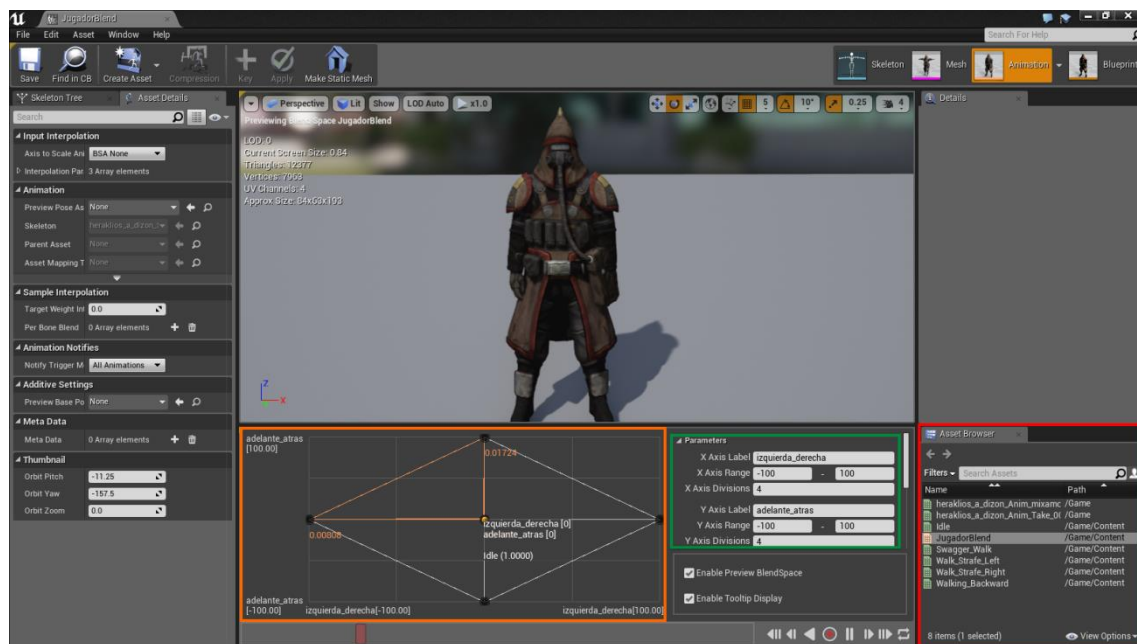 JugadorBlend
File Edit Asset Window Help
Search For Help
Save Find in CB Create Asset Compression Key Apply Make Static Mesh
Skeleton Mesh Animation Blueprint
Skeleton Tree Asset Details
Search
Input Interpolation
Axis to Scale Ani BSA None
Interpolation Par 3 Array elements
Animation
Preview Pose As None
Skeleton heraklios_a_dizon_
Parent Asset None
Asset Mapping T None
Sample Interpolation
Target Weight Int 0.0
Per Bone Blend 0 Array elements
Animation Notifies
Notify Trigger M All Animations
Additive Settings
Preview Base Po None
Meta Data
Meta Data 0 Array elements
Thumbnail
Orbit Pitch -11.25
Orbit Yaw -157.5
Orbit Zoom 0.0
Perspective Lit Show LOD Auto x1.0
5 10° 0.25 4
Previewing Blend Space JugadorBlend
LOD: 0
Current Screen Size: 0.84
Triangles: 12377
Vertices: 7963
UV Channels: 4
Approx Size: 84x63x193
Z
X
adelante_atras
[100.00]
0.01724
0.00808
izquierda_derecha [0]
adelante_atras [0]
Idle (1.0000)
adelante_atras
[-100.00]
izquierda_derecha[-100.00]
izquierda_derecha[100.00]
Parameters
X Axis Label izquierda_derecha
X Axis Range -100 - 100
X Axis Divisions 4
Y Axis Label adelante_atras
Y Axis Range -100 - 100
Y Axis Divisions 4
Enable Preview BlendSpace
Enable Tooltip Display
Details
Asset Browser
Filters Search Assets
Name Path
heraklios_a_dizon_Anim_mixamc /Game
heraklios_a_dizon_Anim_Take_0( /Game
Idle /Game/Content
JugadorBlend /Game/Content
Swagger_Walk /Game/Content
Walk_Strafe_Left /Game/Content
Walk_Strafe_Right /Game/Content
Walking_Backward /Game/Content
8 items (1 selected) View Options